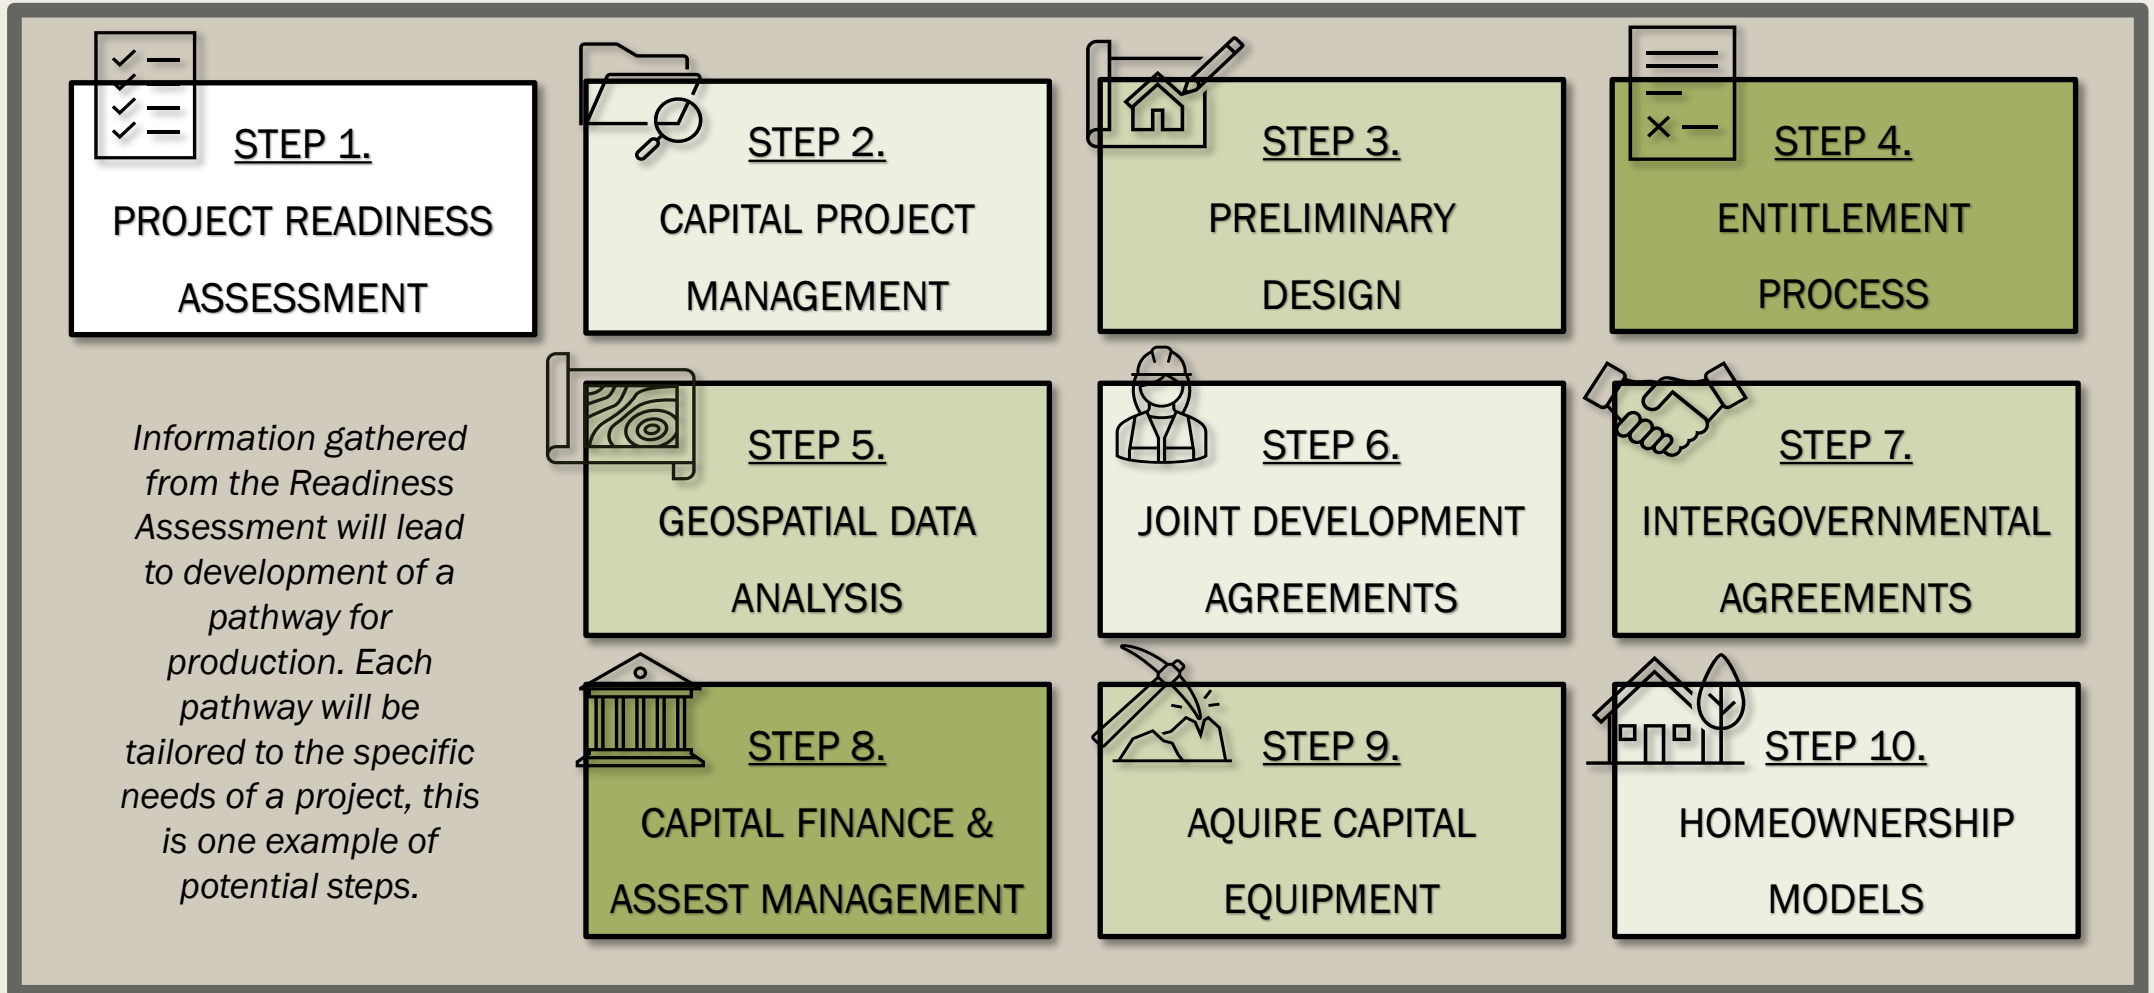 STEP 1.
PROJECT READINESS
ASSESSMENT
STEP 2.
CAPITAL PROJECT
MANAGEMENT
STEP 3.
PRELIMINARY
DESIGN
STEP 4.
ENTITLEMENT
PROCESS
Information gathered
from the Readiness
Assessment will lead
to development of a
pathway for
production. Each
pathway will be
tailored to the specific
needs of a project, this
is one example of
potential steps.
STEP 5.
GEOSPATIAL DATA
ANALYSIS
STEP 6.
JOINT DEVELOPMENT
AGREEMENTS
STEP 7.
INTERGOVERNMENTAL
AGREEMENTS
STEP 8.
CAPITAL FINANCE &
ASSEST MANAGEMENT
STEP 9.
AQUIRE CAPITAL
EQUIPMENT
STEP 10.
HOMEOWNERSHIP
MODELS